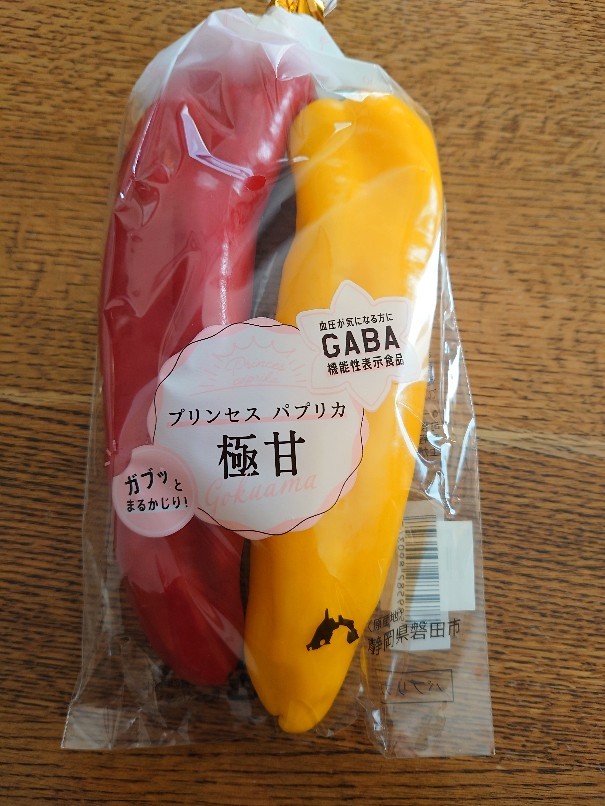 血圧が気になる方に
GABA
機能性表示食品
プリンセス パプリカ
極甘
Gokuama
ガブッと
まるかじり!
静岡県磐田市